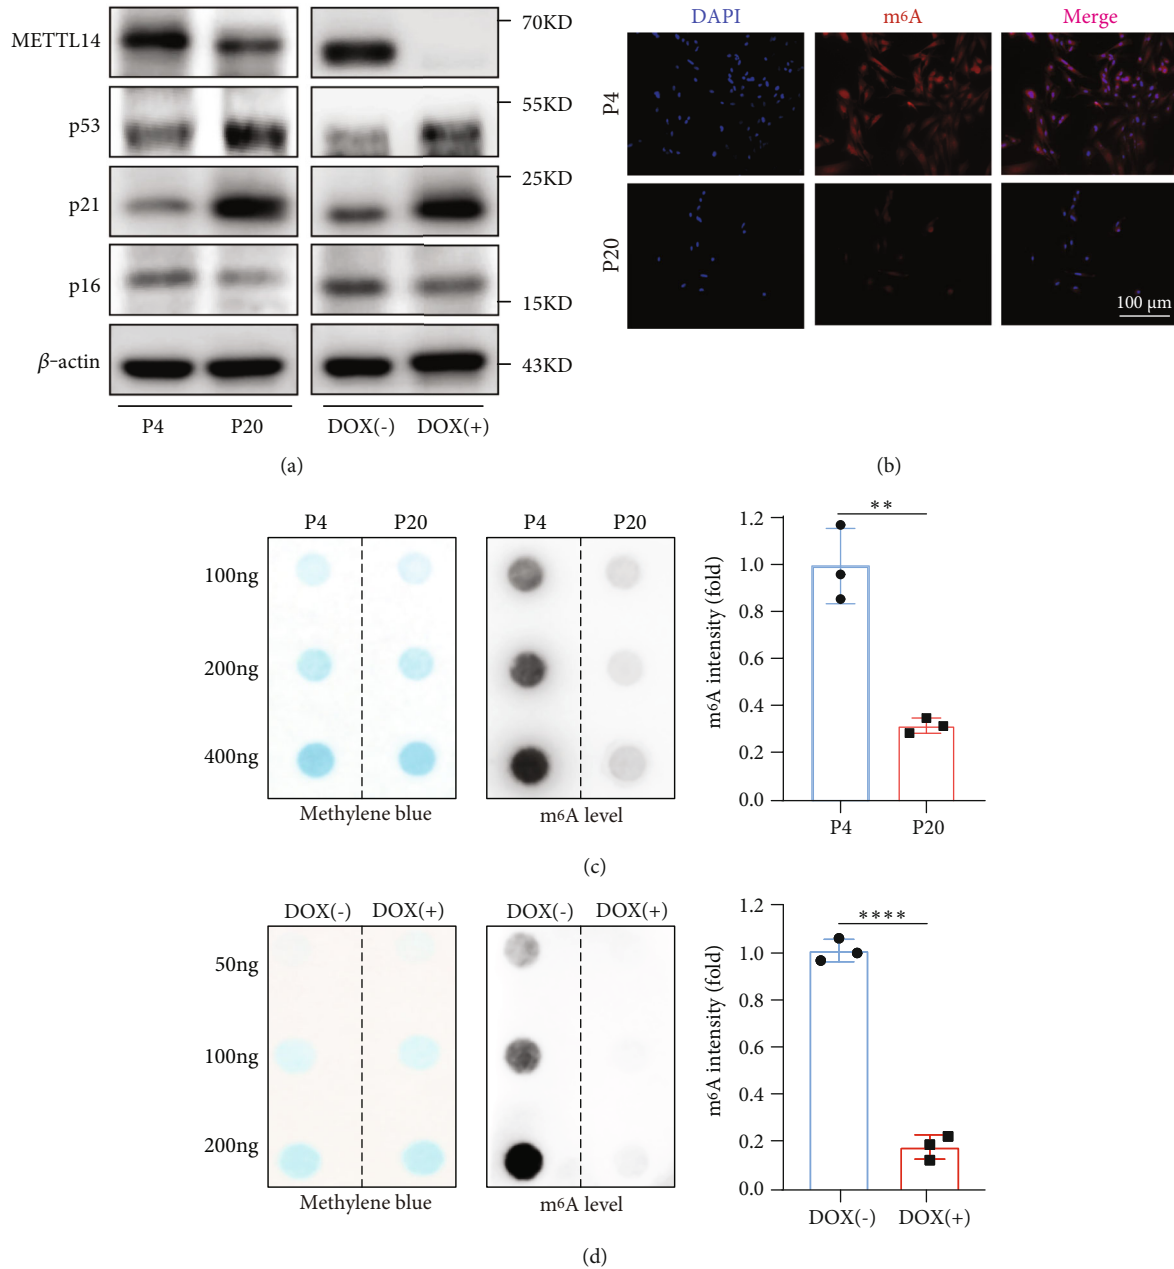 METTL14
70KD
p53
55KD
p21
25KD
p16
15KD
β-actin
43KD
P4 P20 DOX(-) DOX(+)
(a)
DAPI m6A Merge
P4
P20
100 μm
(b)
P4 P20
100ng
200ng
400ng
Methylene blue
P4 P20
m6A level
m6A intensity (fold)
1.2
1.0
0.8
0.6
0.4
0.2
0.0
**
P4 P20
(c)
DOX(-) DOX(+)
50ng
100ng
200ng
Methylene blue
DOX(-) DOX(+)
m6A level
m6A intensity (fold)
1.2
1.0
0.8
0.6
0.4
0.2
0.0
****
DOX(-) DOX(+)
(d)